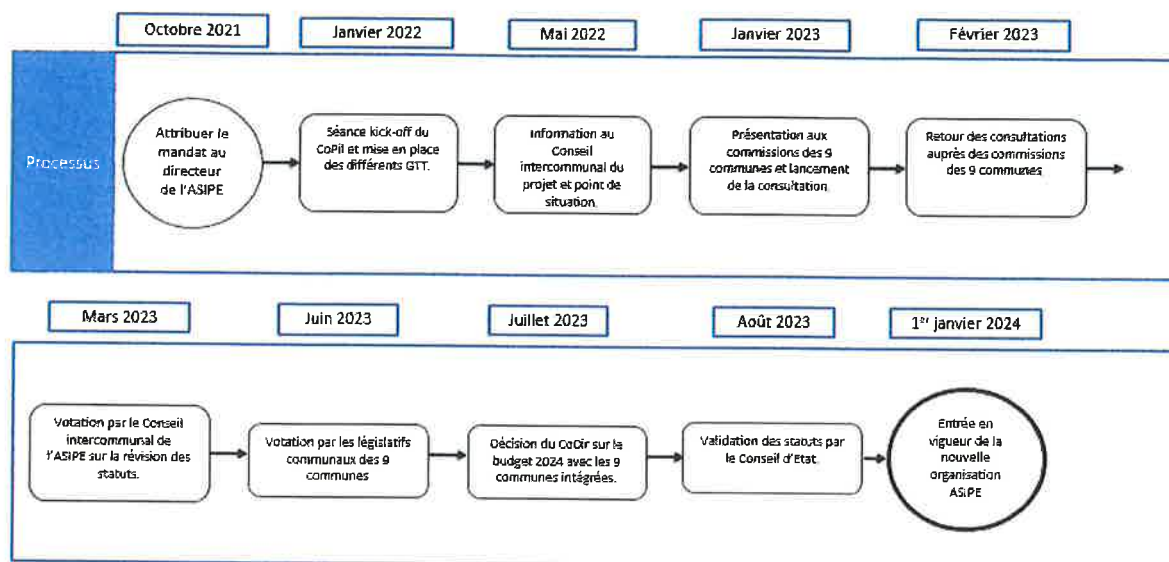 Octobre 2021
Janvier 2022
Mai 2022
Janvier 2023
Février 2023
Processus
Attribuer le
mandat au
directeur
de l'ASIPE
Séance kick-off du
CoPil et mise en place
des différents GTT.
Information au
Conseil
intercommunal du
projet et point de
situation.
Présentation aux
commissions des 9
communes et lancement
de la consultation.
Retour des consultations
auprès des commissions
des 9 communes
Mars 2023
Juin 2023
Juillet 2023
Août 2023
1er janvier 2024
Votation par le Conseil
intercommunal de
l'ASIPE sur la révision des
statuts.
Votation par les législatifs
communaux des 9
communes
Décision du CoDir sur le
budget 2024 avec les 9
communes intégrées.
Validation des statuts par
le Conseil d'Etat.
Entrée en
vigueur de la
nouvelle
organisation
ASIPE